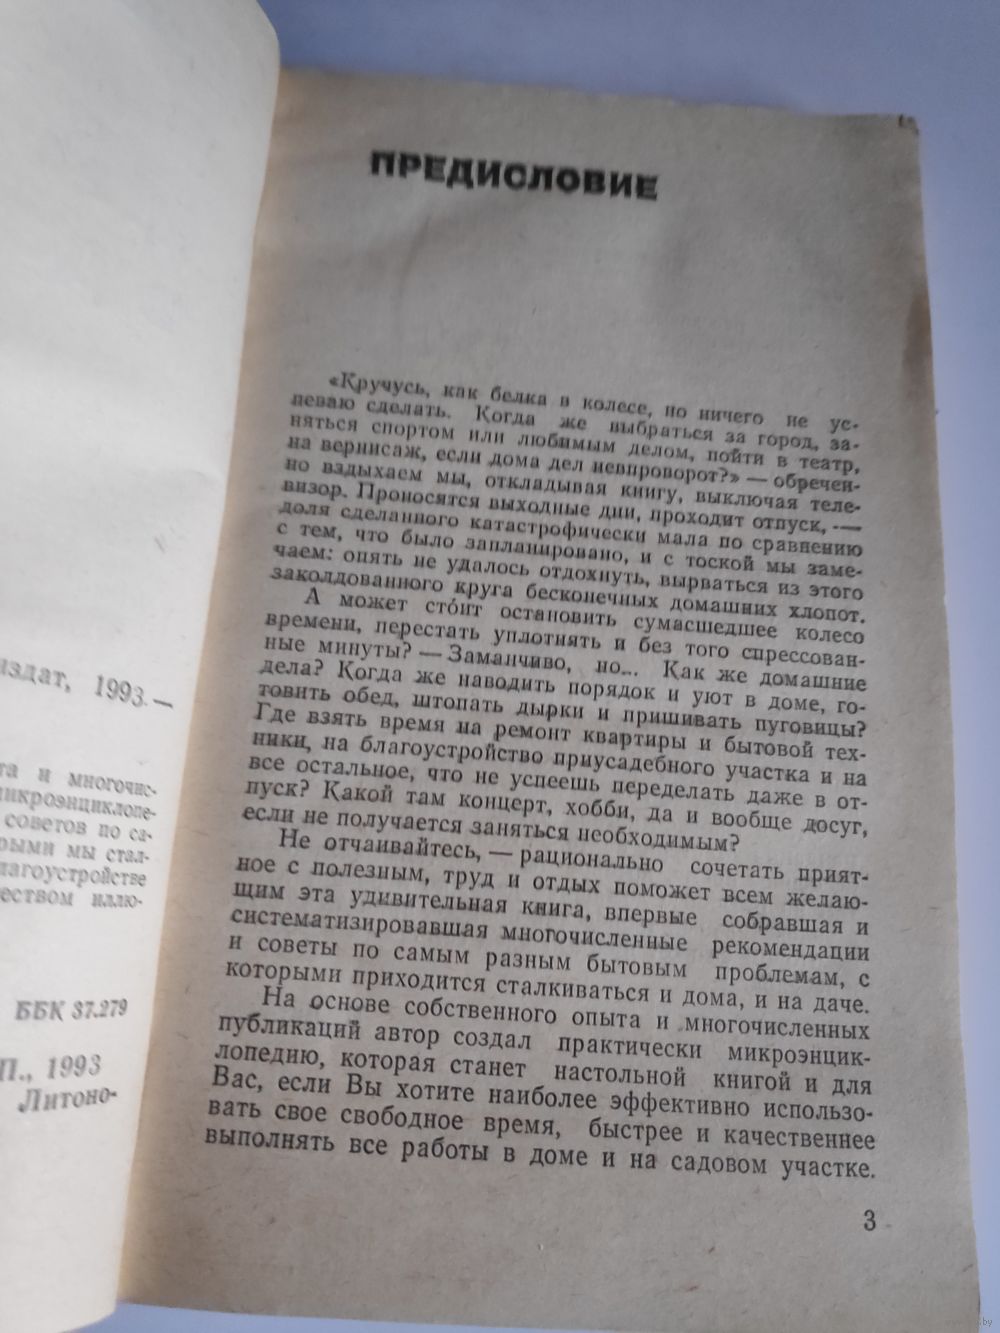 издат, 1993.—
та и многочис-
микроэнциклопе-
советов по са-
рыми мы стал-
лагоустройстве
чеством иллю-
ББК 37.279
П., 1993
Литоно-
ПРЕДИСЛОВИЕ
«Кручусь, как белка в колесе, но ничего не ус-
певаю сделать. Когда же выбраться за город, за-
няться спортом или любимым делом, пойти в театр,
на вернисаж, если дома дел невпроворот?» — обречен-
но вздыхаем мы, откладывая книгу, выключая теле-
визор. Проносятся выходные дни, проходит отпуск, —
доля сделанного катастрофически мала по сравнению
с тем, что было запланировано, и с тоской мы заме-
чаем: опять не удалось отдохнуть, вырваться из этого
заколдованного круга бесконечных домашних хлопот.
А может сто́ит остановить сумасшедшее колесо
времени, перестать уплотнять и без того спрессован-
ные минуты? — Заманчиво, но... Как же домашние
дела? Когда же наводить порядок и уют в доме, го-
товить обед, штопать дырки и пришивать пуговицы?
Где взять время на ремонт квартиры и бытовой тех-
ники, на благоустройство приусадебного участка и на
все остальное, что не успеешь переделать даже в от-
пуск? Какой там концерт, хобби, да и вообще досуг,
если не получается заняться необходимым?
Не отчаивайтесь, — рационально сочетать прият-
ное с полезным, труд и отдых поможет всем желаю-
щим эта удивительная книга, впервые собравшая и
систематизировавшая многочисленные рекомендации
и советы по самым разным бытовым проблемам, с
которыми приходится сталкиваться и дома, и на даче.
На основе собственного опыта и многочисленных
публикаций автор создал практически микроэнцик-
лопедию, которая станет настольной книгой и для
Вас, если Вы хотите наиболее эффективно использо-
вать свое свободное время, быстрее и качественнее
выполнять все работы в доме и на садовом участке.
3